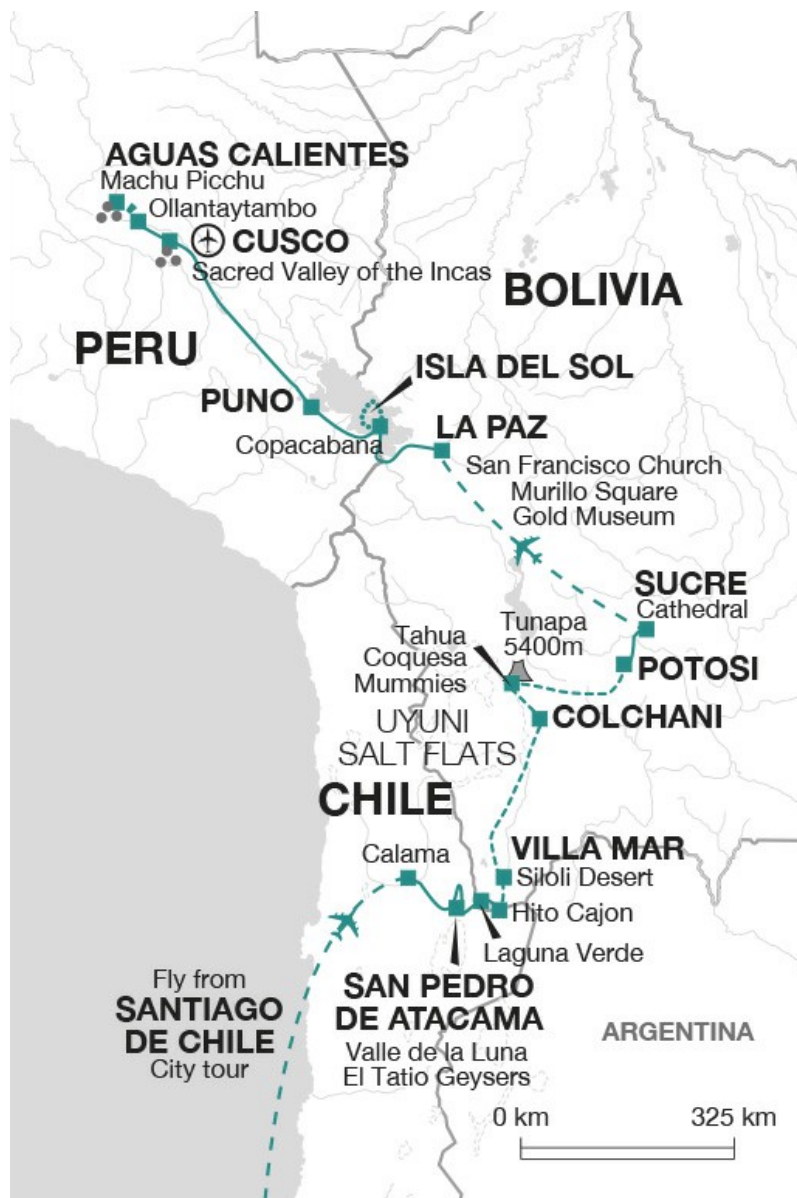 AGUAS CALIENTES
Machu Picchu
Ollantaytambo
CUSCO
Sacred Valley of the Incas
BOLIVIA
PERU
ISLA DEL SOL
PUNO
LA PAZ
Copacabana
San Francisco Church
Murillo Square
Gold Museum
SUCRE
Cathedral
Tunapa
5400m
Tahua
Coquesa
Mummies
POTOSI
COLCHANI
UYUNI
SALT FLATS
CHILE
VILLA MAR
Calama
Siloli Desert
Hito Cajon
Laguna Verde
Fly from
SANTIAGO
DE CHILE
City tour
SAN PEDRO
DE ATACAMA
Valle de la Luna
El Tatio Geysers
ARGENTINA
0 km
325 km